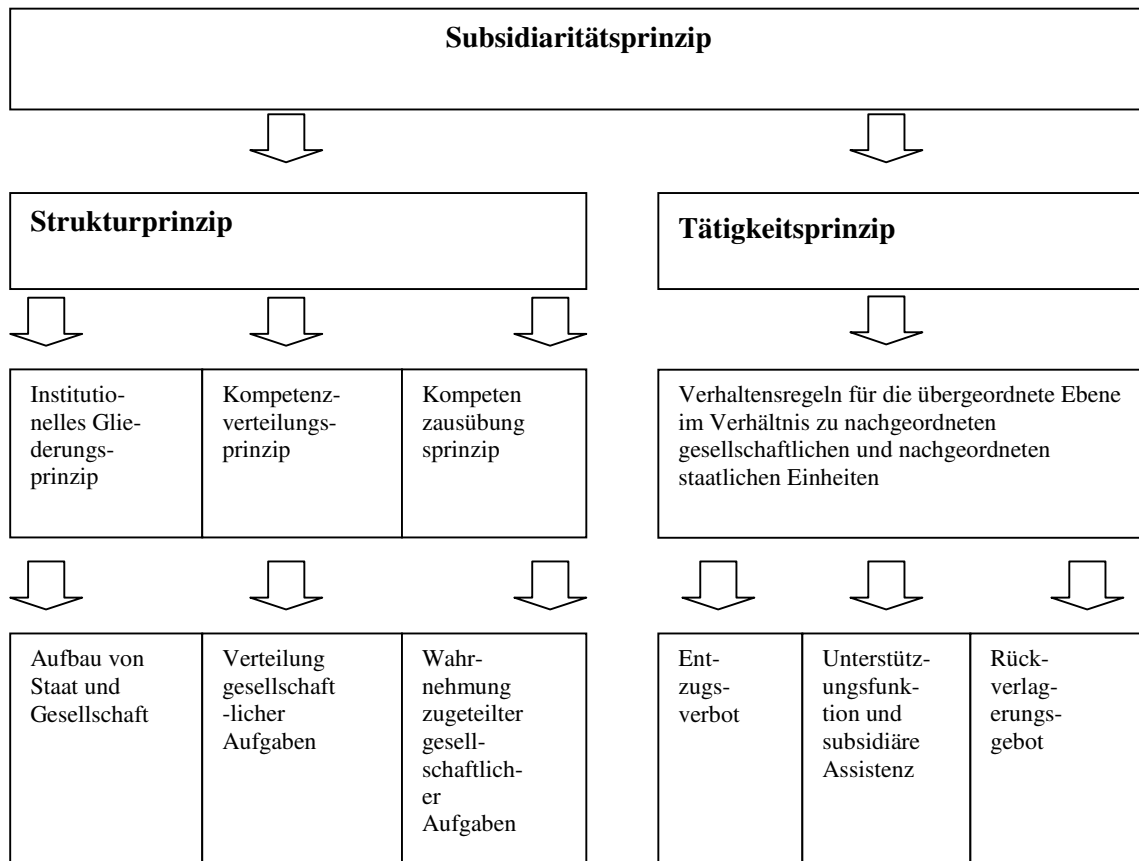 Subsidiaritätsprinzip
Strukturprinzip
Tätigkeitsprinzip
Institutio-
nelles Glie-
derungs-
prinzip
Kompetenz-
verteilungs-
prinzip
Kompeten
zausübung
sprinzip
Verhaltensregeln für die übergeordnete Ebene
im Verhältnis zu nachgeordneten
gesellschaftlichen und nachgeordneten
staatlichen Einheiten
Aufbau von
Staat und
Gesellschaft
Verteilung
gesellschaft
-licher
Aufgaben
Wahr-
nehmung
zugeteilter
gesell-
schaftlich-
er
Aufgaben
Ent-
zugs-
verbot
Unterstütz-
ungsfunk-
tion und
subsidiäre
Assistenz
Rück-
verlag-
erungs-
gebot